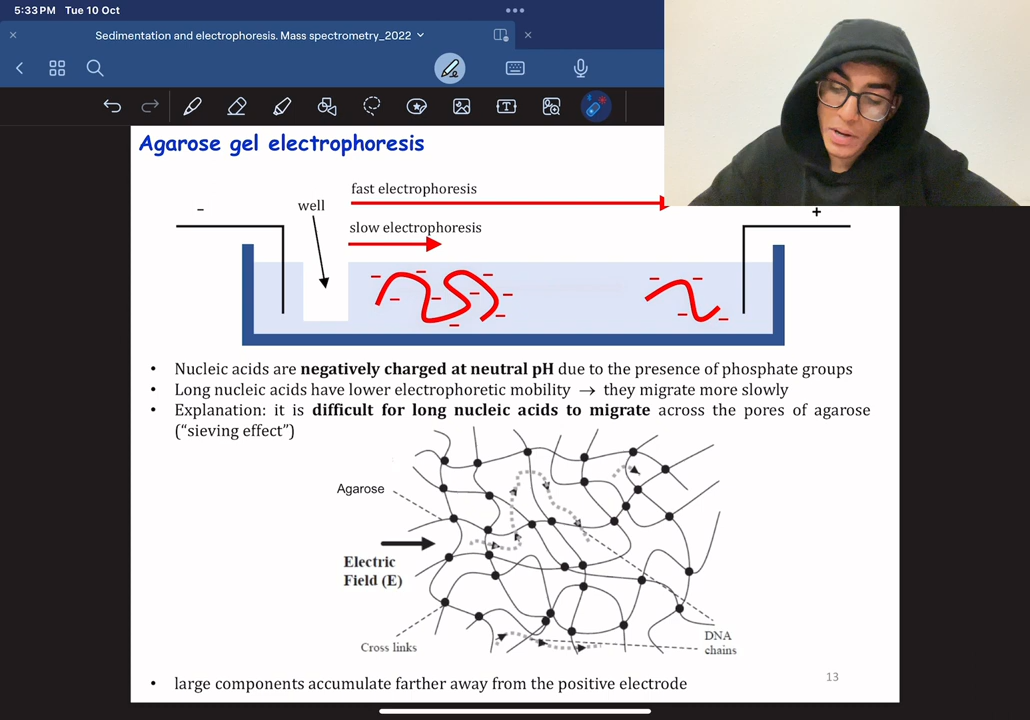 5:33 PM Tue 10 Oct
Sedimentation and electrophoresis. Mass spectrometry_2022
Agarose gel electrophoresis
fast electrophoresis
well
slow electrophoresis
–
+
• Nucleic acids are negatively charged at neutral pH due to the presence of phosphate groups
• Long nucleic acids have lower electrophoretic mobility → they migrate more slowly
• Explanation: it is difficult for long nucleic acids to migrate across the pores of agarose
(“sieving effect”)
Agarose
Electric
Field (E)
Cross links
DNA
chains
• large components accumulate farther away from the positive electrode
13